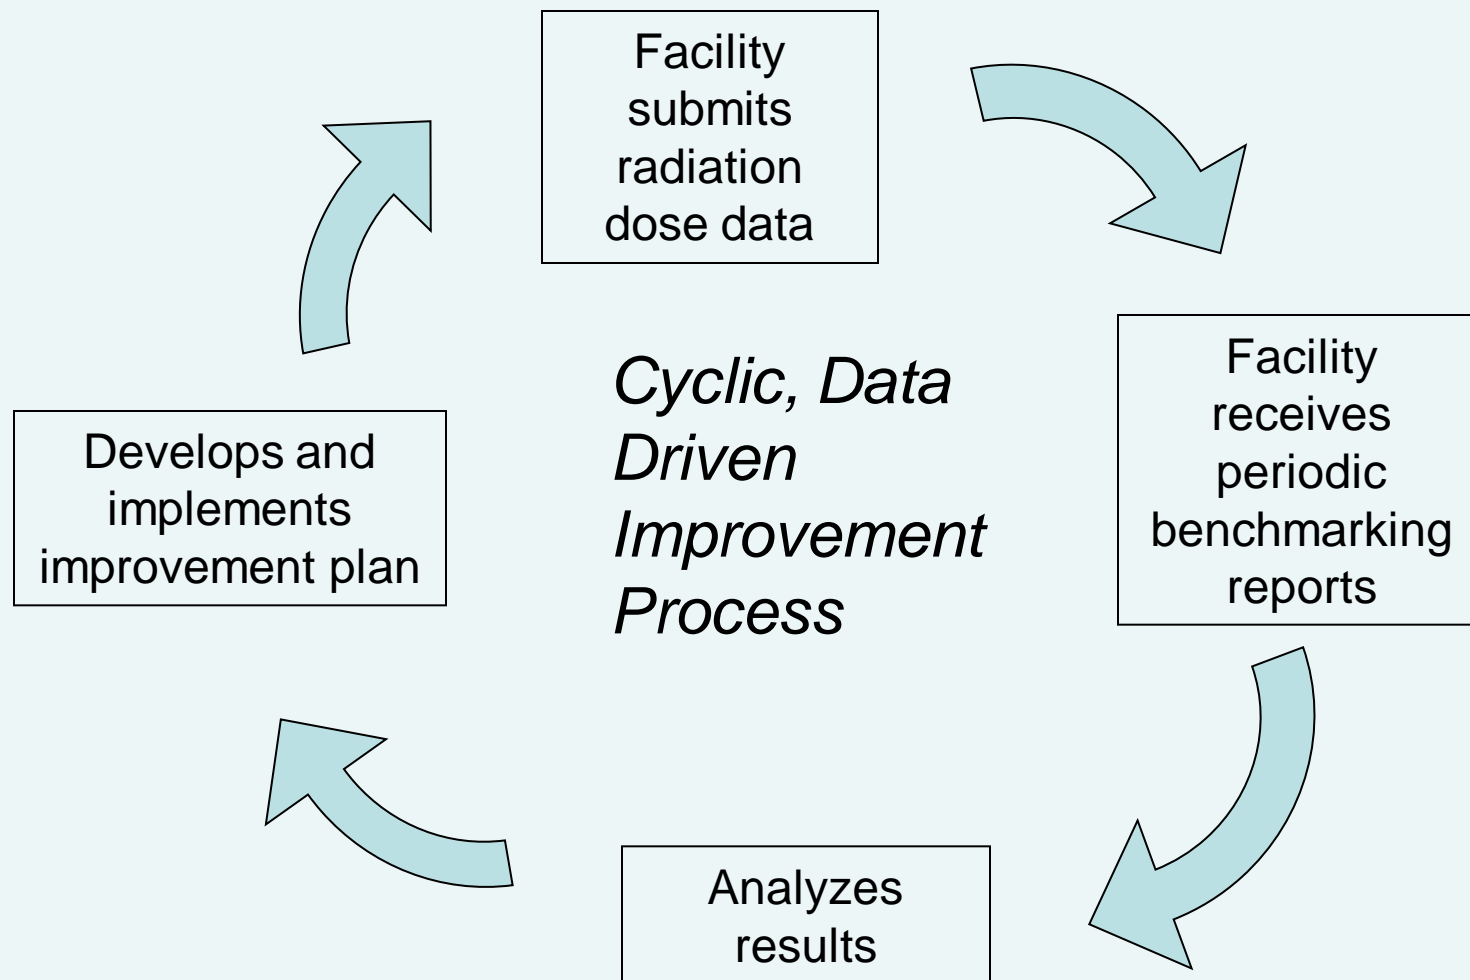 Facility
submits
radiation
dose data
Facility
receives
periodic
benchmarking
reports
Cyclic, Data
Driven
Improvement
Process
Develops and
implements
improvement plan
Analyzes
results